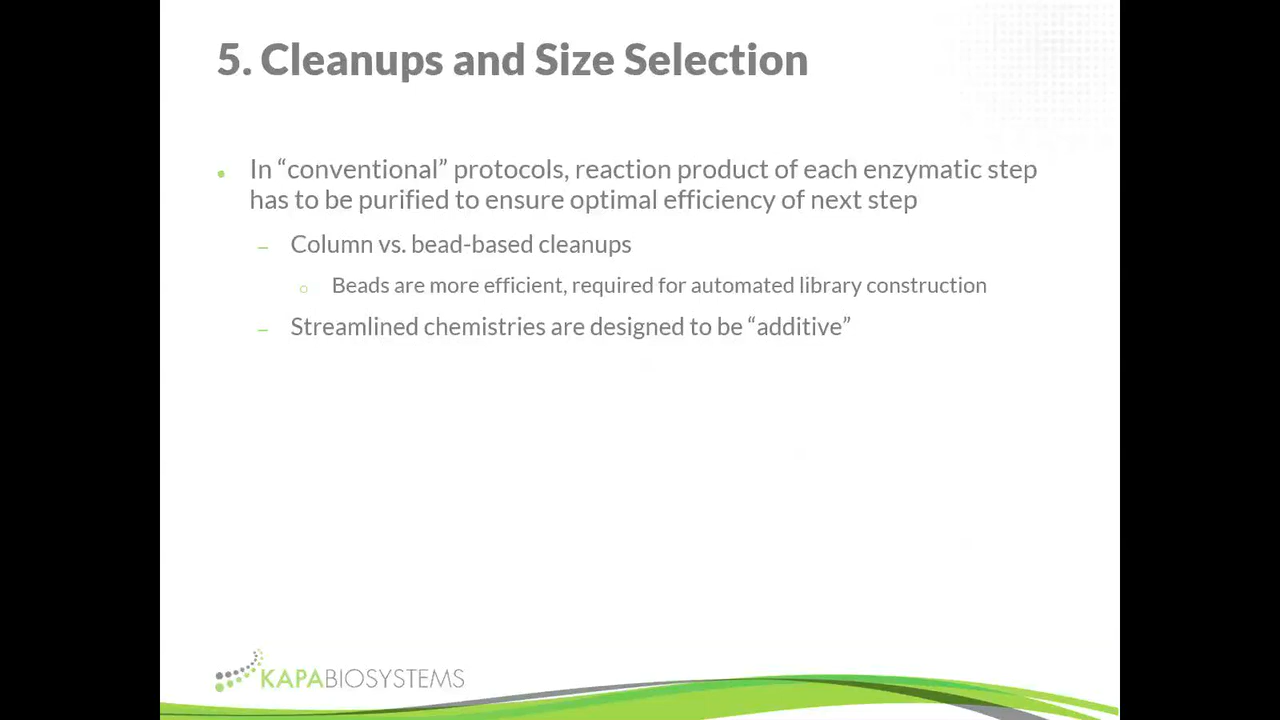 5. Cleanups and Size Selection
In “conventional” protocols, reaction product of each enzymatic step
has to be purified to ensure optimal efficiency of next step
Column vs. bead-based cleanups
Beads are more efficient, required for automated library construction
Streamlined chemistries are designed to be “additive”
KAPABIOSYSTEMS